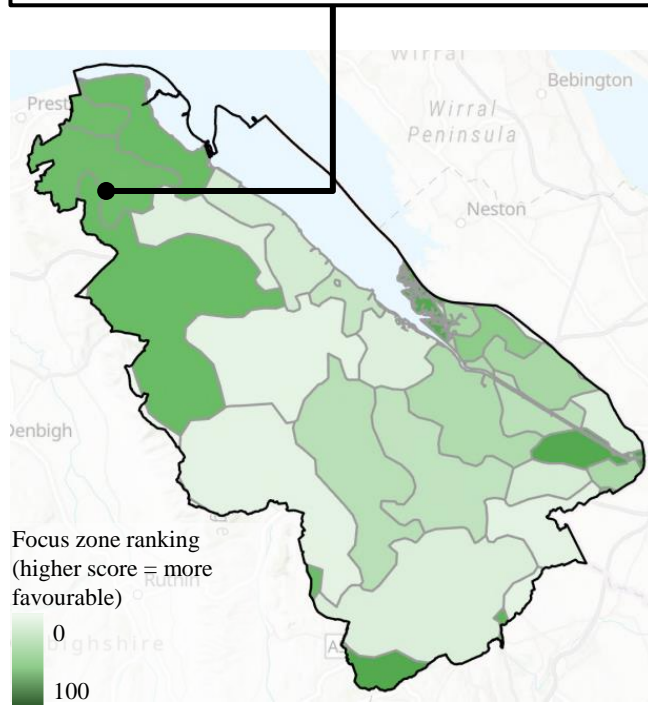 Wirral
Prest
Bebington
Wirral
Peninsula
Neston
Denbigh
Focus zone ranking
(higher score = more
favourable)
Ruthin
0
bighshire
100